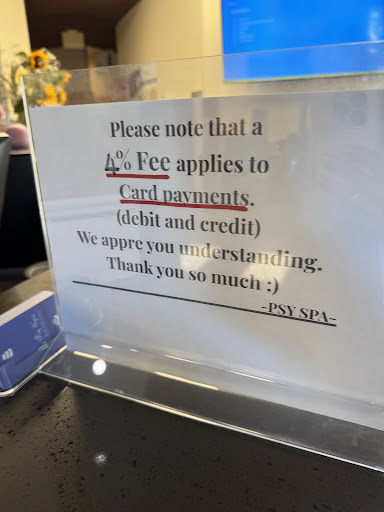 Please note that a
4% Fee applies to
Card payments.
(debit and credit)
We appre you understanding.
Thank you so much :)
-PSY SPA-